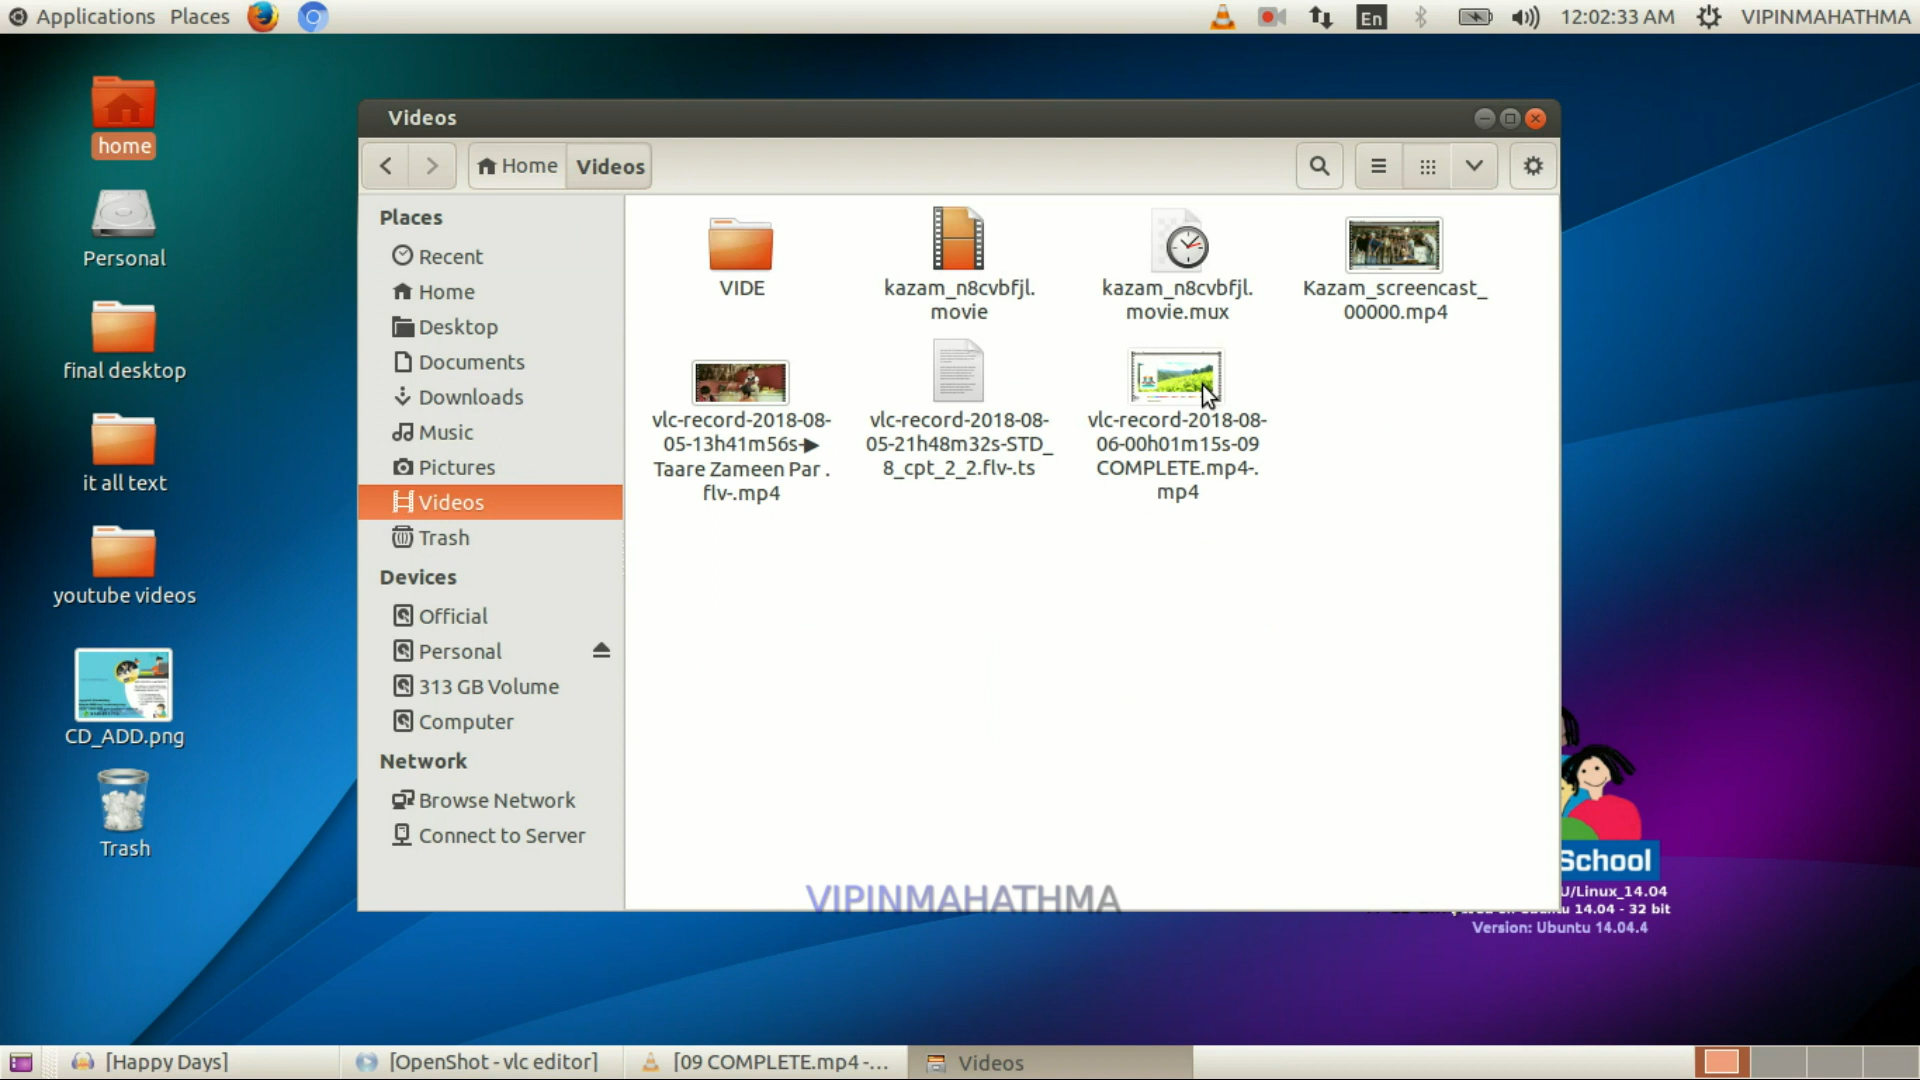 Applications Places
En
12:02:33 AM
VIPINMAHATHMA
home
Personal
final desktop
it all text
youtube videos
CD_ADD.png
Trash
Videos
Home
Videos
Places
Recent
Home
Desktop
Documents
Downloads
Music
Pictures
Videos
Trash
Devices
Official
Personal
313 GB Volume
Computer
Network
Browse Network
Connect to Server
VIDE
kazam_n8cvbfjl.
movie
kazam_n8cvbfjl.
movie.mux
Kazam_screencast_
00000.mp4
vlc-record-2018-08-
05-13h41m56s-▶
Taare Zameen Par .
flv-.mp4
vlc-record-2018-08-
05-21h48m32s-STD_
8_cpt_2_2.flv-.ts
vlc-record-2018-08-
06-00h01m15s-09
COMPLETE.mp4-.
mp4
VIPINMAHATHMA
School
U/Linux_14.04
Ubuntu 14.04 - 32 bit
Version: Ubuntu 14.04.4
[Happy Days]
[OpenShot - vlc editor]
[09 COMPLETE.mp4 -...
Videos